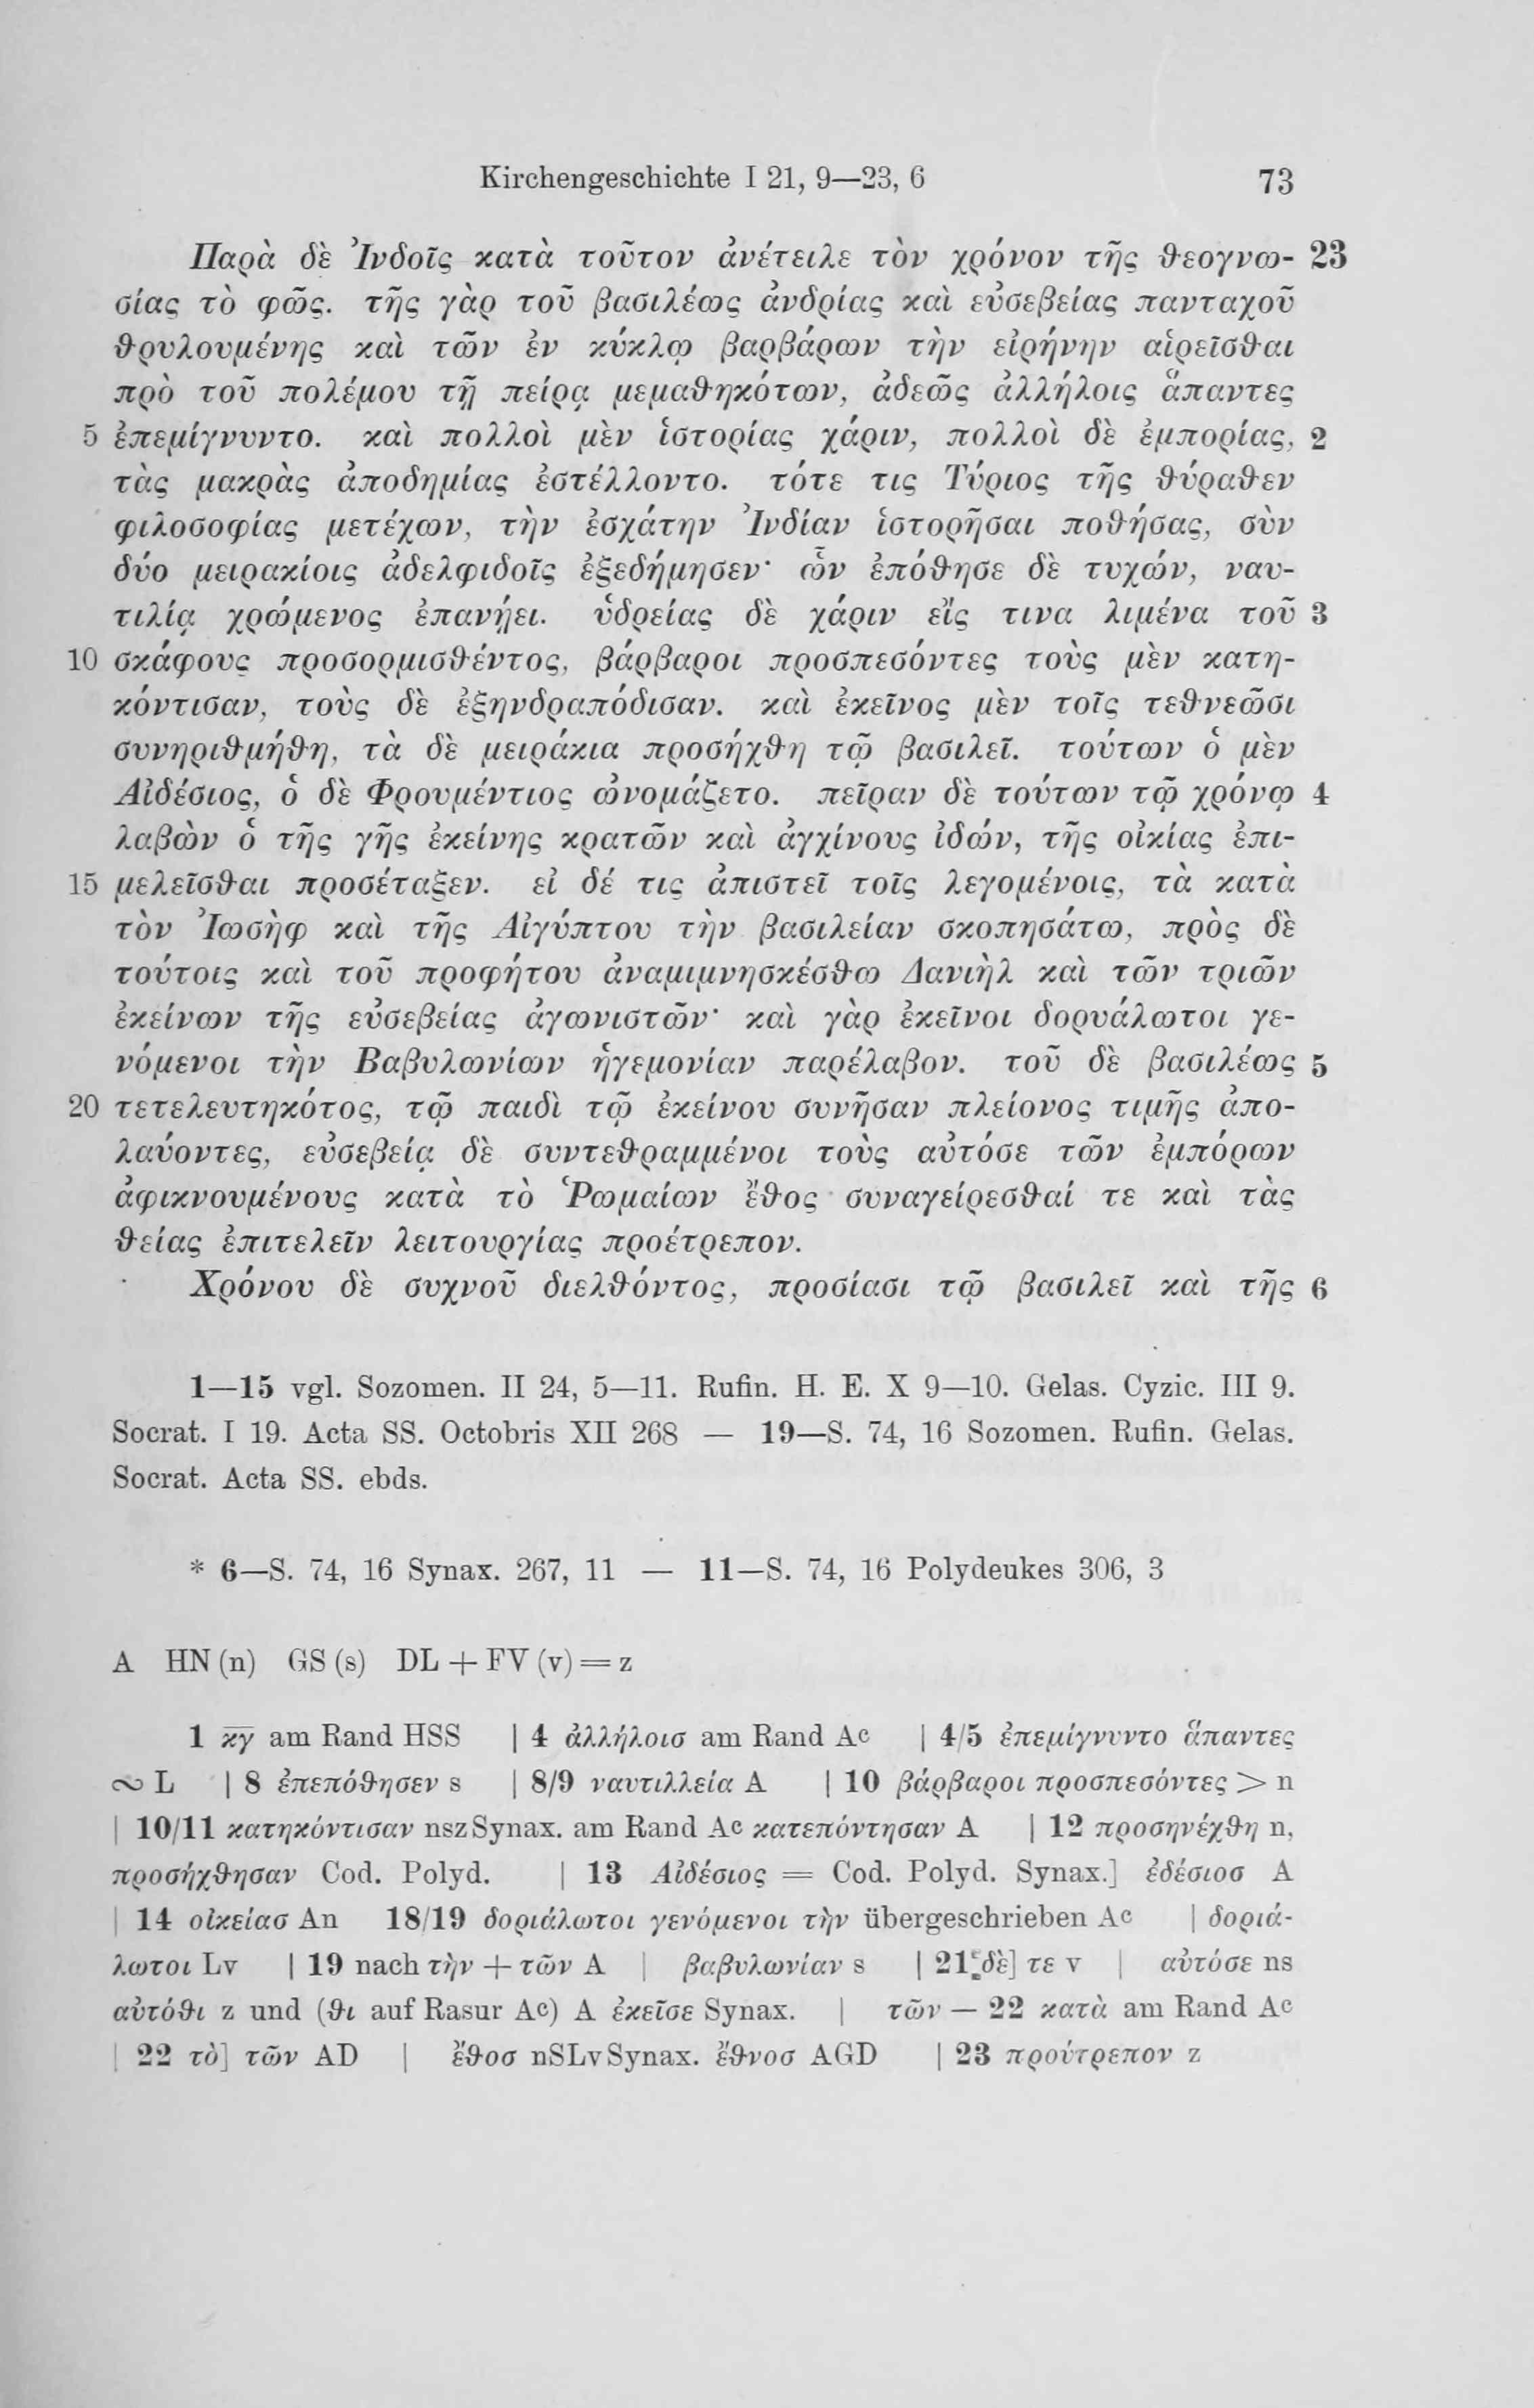 Kirchengeschichte I 21, 9—23, 6 73
Παρὰ δὲ Ἰνδοῖς κατὰ τοῦτον ἀνέτειλε τὸν χρόνον τῆς θεογνω- 23
σίας τὸ φῶς. τῆς γὰρ τοῦ βασιλέως ἀνδρίας καὶ εὐσεβείας πανταχοῦ
θρυλουμένης καὶ τῶν ἐν κύκλῳ βαρβάρων τὴν εἰρήνην αἱρεῖσθαι
πρὸ τοῦ πολέμου τῇ πείρᾳ μεμαθηκότων, ἀδεῶς ἀλλήλοις ἅπαντες
5 ἐπεμίγνυντο. καὶ πολλοὶ μὲν ἱστορίας χάριν, πολλοὶ δὲ ἐμπορίας, 2
τὰς μακρὰς ἀποδημίας ἐστέλλοντο. τότε τις Τύριος τῆς θύραθεν
φιλοσοφίας μετέχων, τὴν ἐσχάτην Ἰνδίαν ἱστορῆσαι ποθήσας, σὺν
δύο μειρακίοις ἀδελφιδοῖς ἐξεδήμησεν· ὧν ἐπόθησε δὲ τυχών, ναυ-
τιλίᾳ χρώμενος ἐπανῄει. ὑδρείας δὲ χάριν εἴς τινα λιμένα τοῦ 3
10 σκάφους προσορμισθέντος, βάρβαροι προσπεσόντες τοὺς μὲν κατη-
κόντισαν, τοὺς δὲ ἐξηνδραπόδισαν. καὶ ἐκεῖνος μὲν τοῖς τεθνεῶσι
συνηριθμήθη, τὰ δὲ μειράκια προσήχθη τῷ βασιλεῖ. τούτων ὁ μὲν
Αἰδέσιος, ὁ δὲ Φρουμέντιος ὠνομάζετο. πεῖραν δὲ τούτων τῷ χρόνῳ 4
λαβὼν ὁ τῆς γῆς ἐκείνης κρατῶν καὶ ἀγχίνους ἰδών, τῆς οἰκίας ἐπι-
15 μελεῖσθαι προσέταξεν. εἰ δέ τις ἀπιστεῖ τοῖς λεγομένοις, τὰ κατὰ
τὸν Ἰωσὴφ καὶ τῆς Αἰγύπτου τὴν βασιλείαν σκοπησάτω, πρὸς δὲ
τούτοις καὶ τοῦ προφήτου ἀναμιμνησκέσθω Δανιὴλ καὶ τῶν τριῶν
ἐκείνων τῆς εὐσεβείας ἀγωνιστῶν· καὶ γὰρ ἐκεῖνοι δορυάλωτοι γε-
νόμενοι τὴν Βαβυλωνίων ἡγεμονίαν παρέλαβον. τοῦ δὲ βασιλέως 5
20 τετελευτηκότος, τῷ παιδὶ τῷ ἐκείνου συνῆσαν πλείονος τιμῆς ἀπο-
λαύοντες, εὐσεβείᾳ δὲ συντεθραμμένοι τοὺς αὐτόσε τῶν ἐμπόρων
ἀφικνουμένους κατὰ τὸ Ῥωμαίων ἔθος συναγείρεσθαί τε καὶ τὰς
θείας ἐπιτελεῖν λειτουργίας προέτρεπον.
Χρόνου δὲ συχνοῦ διελθόντος, προσίασι τῷ βασιλεῖ καὶ τῆς 6
1—15 vgl. Sozomen. II 24, 5—11. Rufin. H. E. X 9—10. Gelas. Cyzic. III 9.
Socrat. I 19. Acta SS. Octobris XII 268 — 19—S. 74, 16 Sozomen. Rufin. Gelas.
Socrat. Acta SS. ebds.
* 6—S. 74, 16 Synax. 267, 11 — 11—S. 74, 16 Polydeukes 306, 3
A HN (n) GS (s) DL + FV (v) = z
1 κγ am Rand HSS | 4 ἀλλήλοισ am Rand Ac | 4/5 ἐπεμίγνυντο ἅπαντες
∾ L | 8 ἐπεπόθησεν s | 8/9 ναυτιλλεία A | 10 βάρβαροι προσπεσόντες > n
| 10/11 κατηκόντισαν nsz Synax. am Rand Ac κατεπόντησαν A | 12 προσηνέχθη n,
προσήχθησαν Cod. Polyd. | 13 Αἰδέσιος = Cod. Polyd. Synax.] ἐδέσιοσ A
| 14 οἰκείασ An 18/19 δοριάλωτοι γενόμενοι τὴν übergeschrieben Ac | δοριά-
λωτοι Lv | 19 nach τὴν + τῶν A | βαβυλωνίαν s | 21 δὲ] τε v | αὐτόσε ns
αὐτόθι z und (θι auf Rasur Ac) A ἐκεῖσε Synax. | τῶν — 22 κατὰ am Rand Ac
| 22 τὸ] τῶν AD | ἔθοσ nSLv Synax. ἔθνοσ AGD | 23 προύτρεπον z